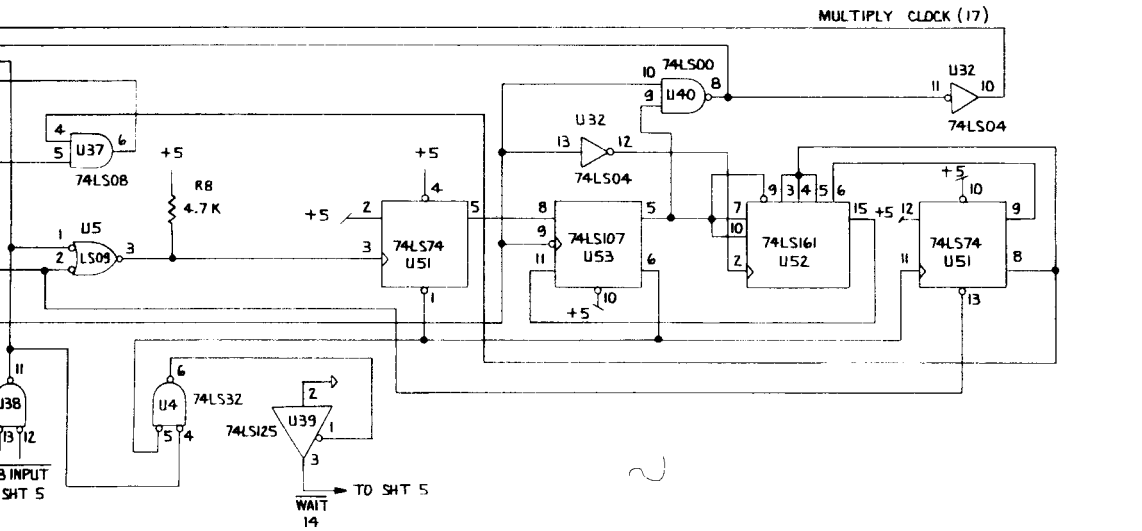 MULTIPLY CLOCK (17)
74LS00
10
9
U40
8
11
U32
10
74LS04
4
5
U37
6
74LS08
+5
R8
4.7 K
U32
13
12
74LS04
+5
4
+5
2
5
3
74LS74
U51
1
8
5
9
74LS107
11
U53
6
10
+5
9
3
4
5
6
7
10
15
74LS161
2
U52
+5
10
+5
12
9
74LS74
11
U51
8
13
U5
1
2
LS09
3
11
U38
13
12
B INPUT
SHT 5
6
U4
74LS32
5
4
2
U39
74LS125
1
3
TO SHT 5
WAIT
14